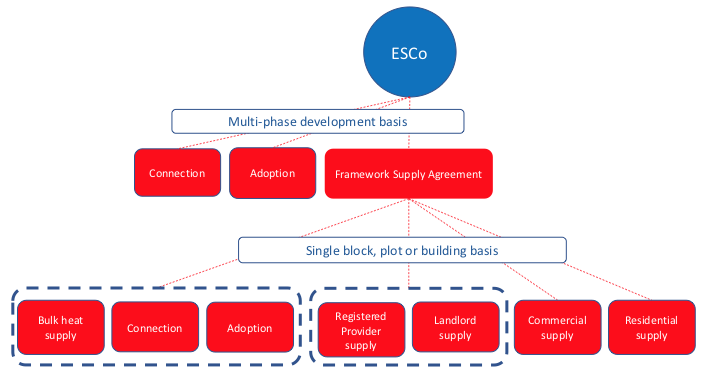 ESCo
Multi-phase development basis
Connection
Adoption
Framework Supply Agreement
Single block, plot or building basis
Bulk heat
supply
Connection
Adoption
Registered
Provider
supply
Landlord
supply
Commercial
supply
Residential
supply